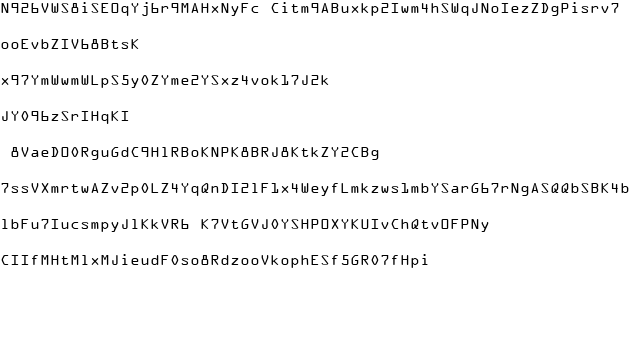 N926VWS8iSEOqYj6r9MAHxNyFc Citm9ABuxkp2Iwm4hSWqJNoIezZDgPisrv7
ooEvbZIV68BtsK
x97YmWwmWLpS5y0ZYme2YSxz4vok17J2k
JY096zSrIHqKI
8VaeDO0RguGdC9H1RBoKNPK8BRJ8KtkZY2CBg
7ssVXmrtwAZv2p0LZ4YqQnDI21F1x4WeyfLmkzws1mbYSarG67rNgASQQbSBK4b
1bFu7IucsmpyJ1KkVR6 K7VtGVJ0YSHPOXYKUIvChQtvOFPNy
CIIfMHtM1xMJieudF0so8RdzooVkophESf5GR07fHpi